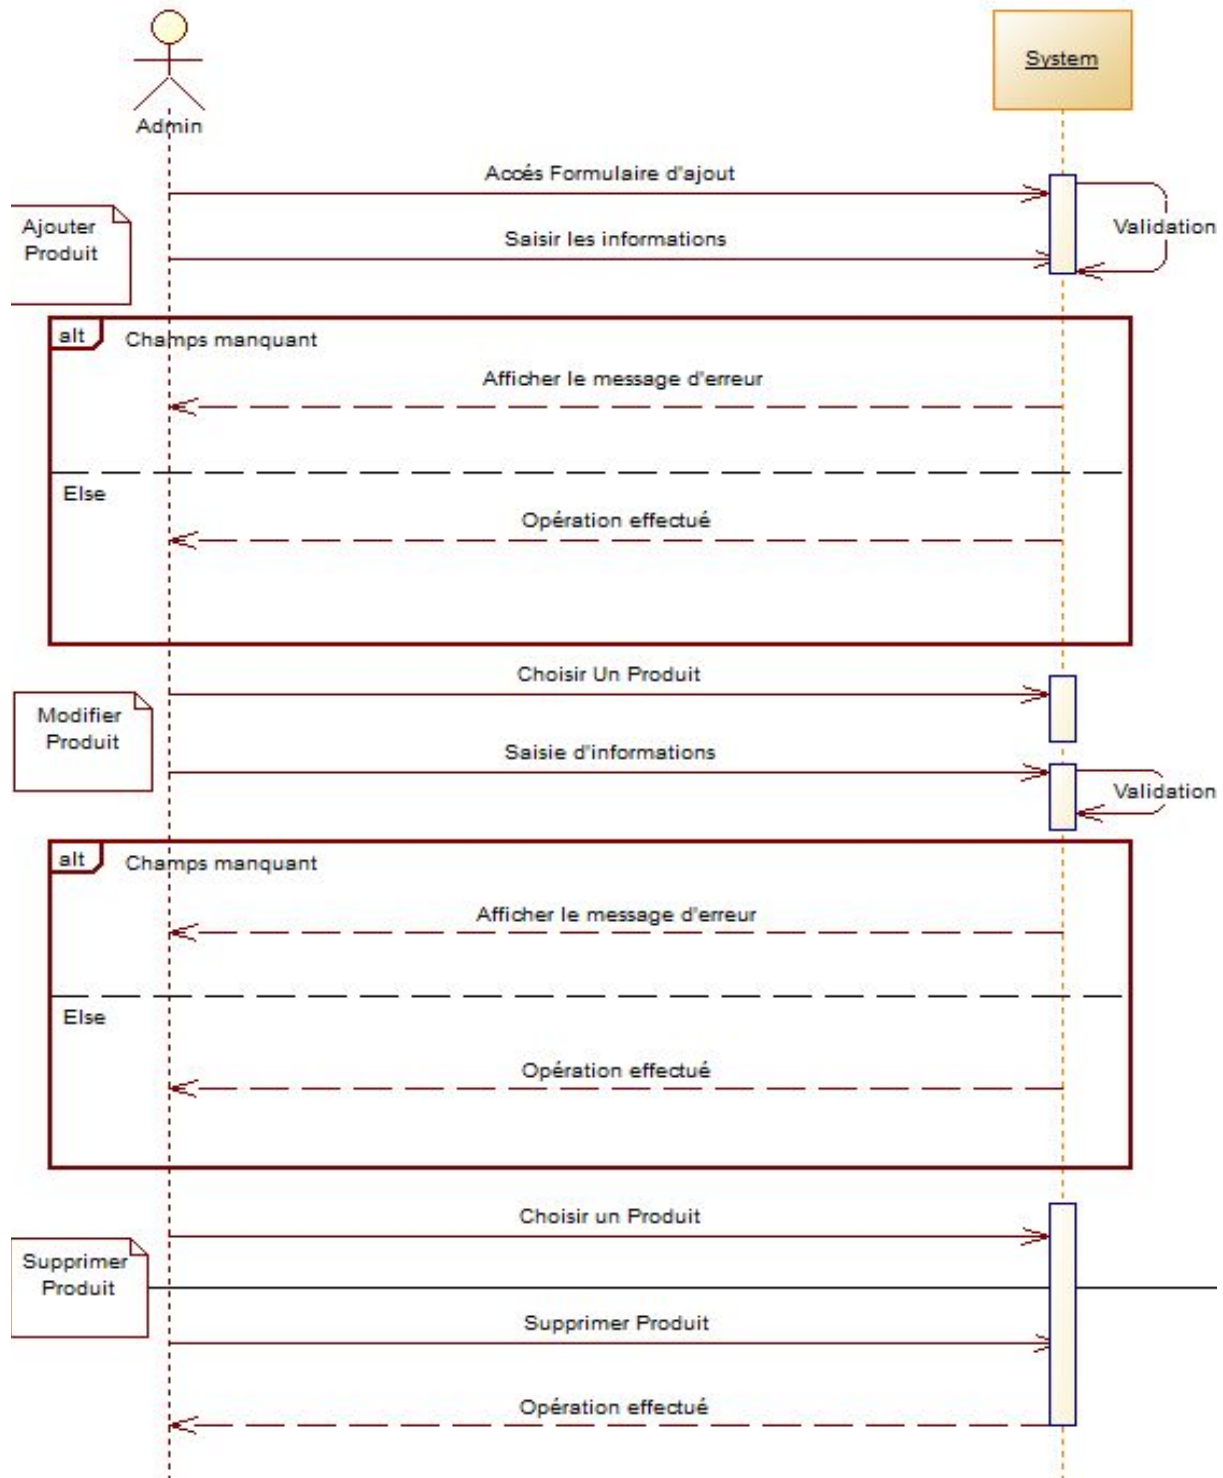 System
Admin
Accés Formulaire d'ajout
Ajouter
Produit
Validation
Saisir les informations
alt
Champs manquant
Afficher le message d'erreur
Else
Opération effectué
Choisir Un Produit
Modifier
Produit
Saisie d'informations
Validation
alt
Champs manquant
Afficher le message d'erreur
Else
Opération effectué
Choisir un Produit
Supprimer
Produit
Supprimer Produit
Opération effectué